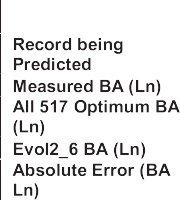 Record being
Predicted
Measured BA (Ln)
All 517 Optimum BA
(Ln)
Evol2_6 BA (Ln)
Absolute Error (BA
Ln)